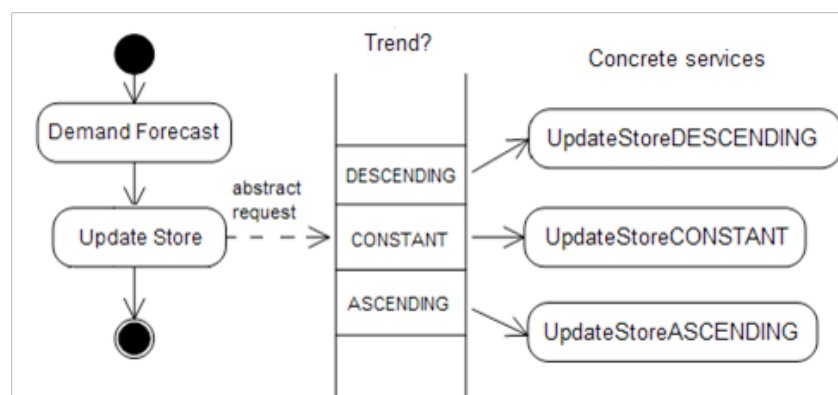 Trend?
Concrete services
Demand Forecast
UpdateStoreDESCENDING
DESCENDING
abstract
request
Update Store
CONSTANT
UpdateStoreCONSTANT
ASCENDING
UpdateStoreASCENDING